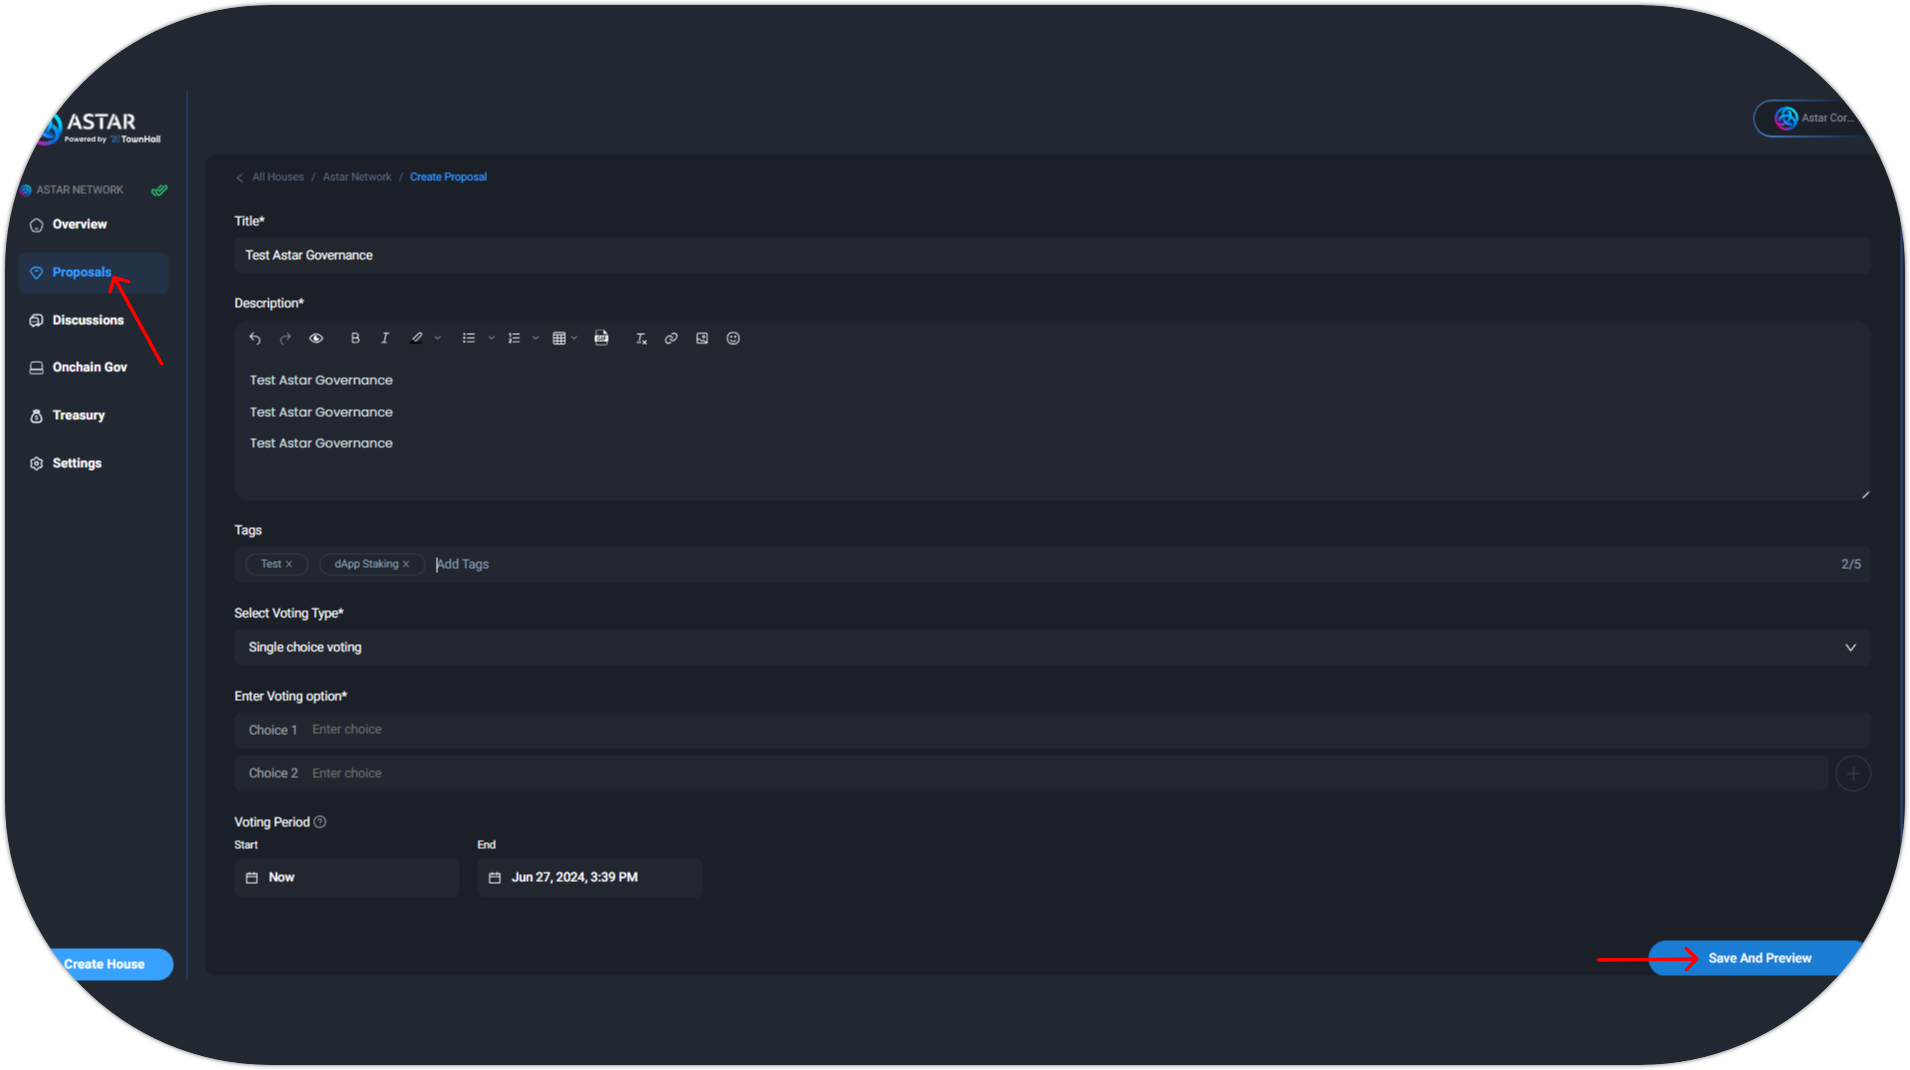 ASTAR
Powered by TownHall
Astar Cor...
ASTAR NETWORK
Overview
Proposals
Discussions
Onchain Gov
Treasury
Settings
Create House
All Houses / Astar Network / Create Proposal
Title*
Test Astar Governance
Description*
B I
GIF
Test Astar Governance
Test Astar Governance
Test Astar Governance
Tags
Test X dApp Staking X Add Tags 2/5
Select Voting Type*
Single choice voting
Enter Voting option*
Choice 1 Enter choice
Choice 2 Enter choice
Voting Period
Start End
Now Jun 27, 2024, 3:39 PM
Save And Preview